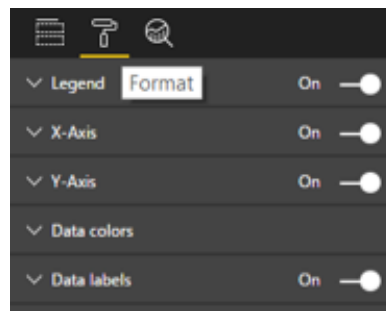 Legend Format On
X-Axis On
Y-Axis On
Data colors
Data labels On